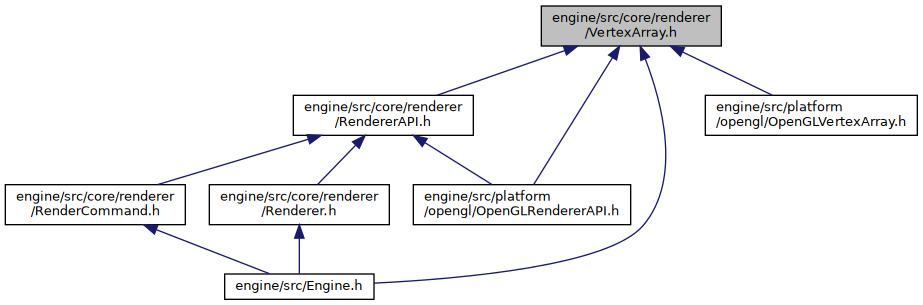 engine/src/core/renderer
/VertexArray.h
engine/src/core/renderer
/RendererAPI.h
engine/src/platform
/opengl/OpenGLVertexArray.h
engine/src/core/renderer
/RenderCommand.h
engine/src/core/renderer
/Renderer.h
engine/src/platform
/opengl/OpenGLRendererAPI.h
engine/src/Engine.h